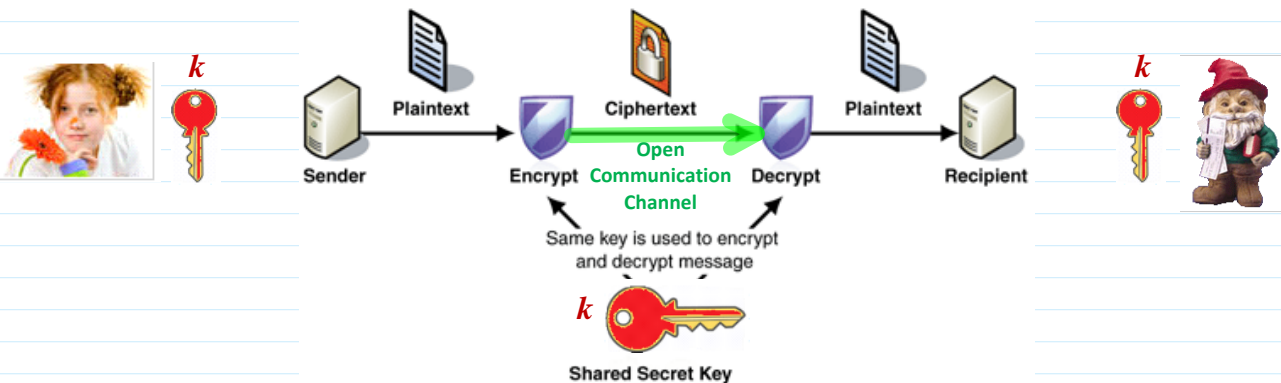 k
k
Plaintext
Ciphertext
Plaintext
Sender
Encrypt
Open
Communication
Channel
Decrypt
Recipient
Same key is used to encrypt
and decrypt message
k
Shared Secret Key